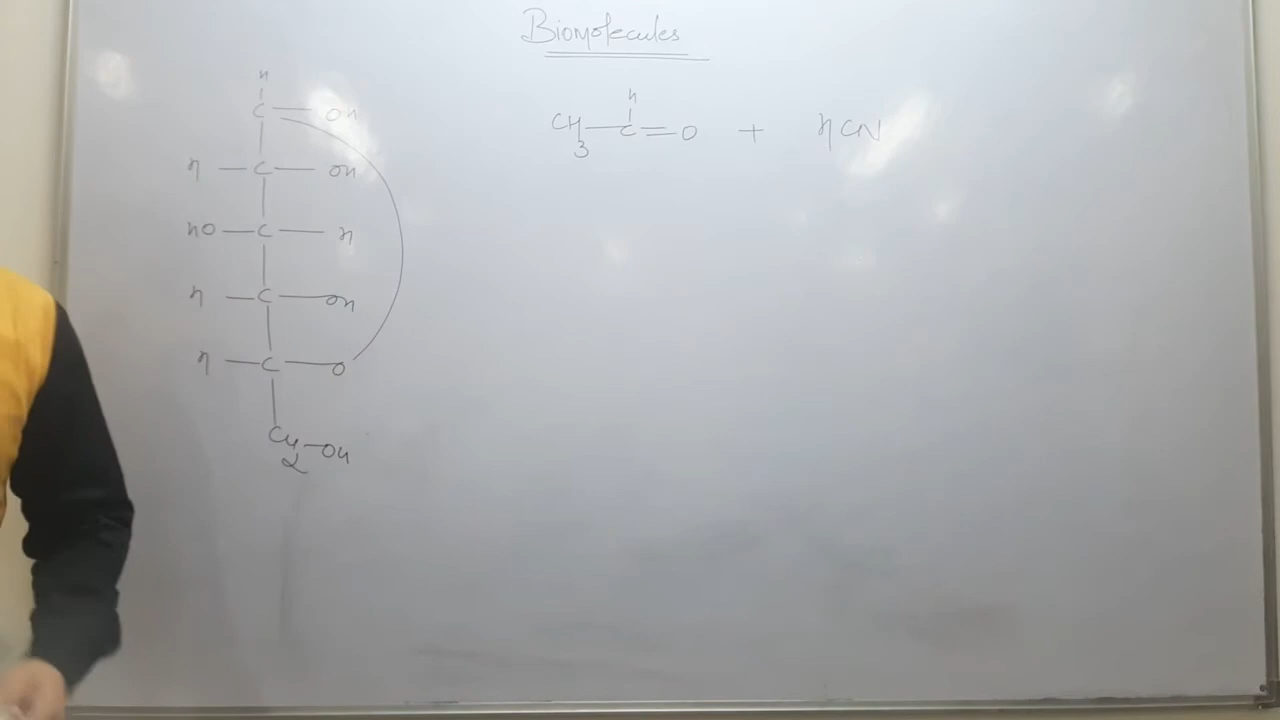 Biomolecules
H
C — OH
H — C — OH
HO — C — H
H — C — OH
H — C — O
CH2 — OH
H
CH3 — C = O + HCN